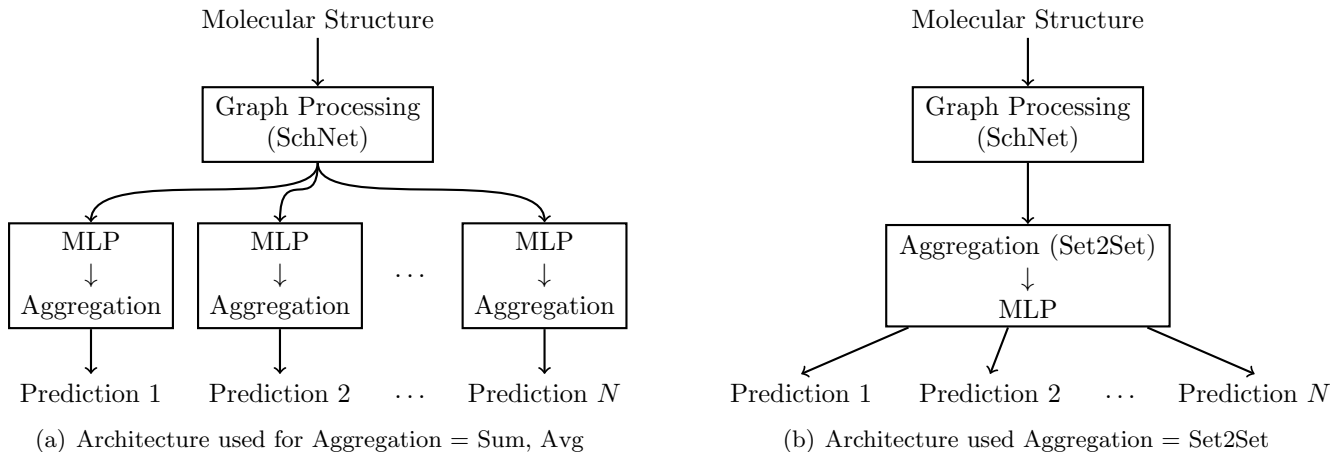 Molecular Structure
Graph Processing
(SchNet)
MLP
↓
Aggregation
MLP
↓
Aggregation
...
MLP
↓
Aggregation
Prediction 1
Prediction 2
...
Prediction N
(a) Architecture used for Aggregation = Sum, Avg
Molecular Structure
Graph Processing
(SchNet)
Aggregation (Set2Set)
↓
MLP
Prediction 1
Prediction 2
...
Prediction N
(b) Architecture used Aggregation = Set2Set